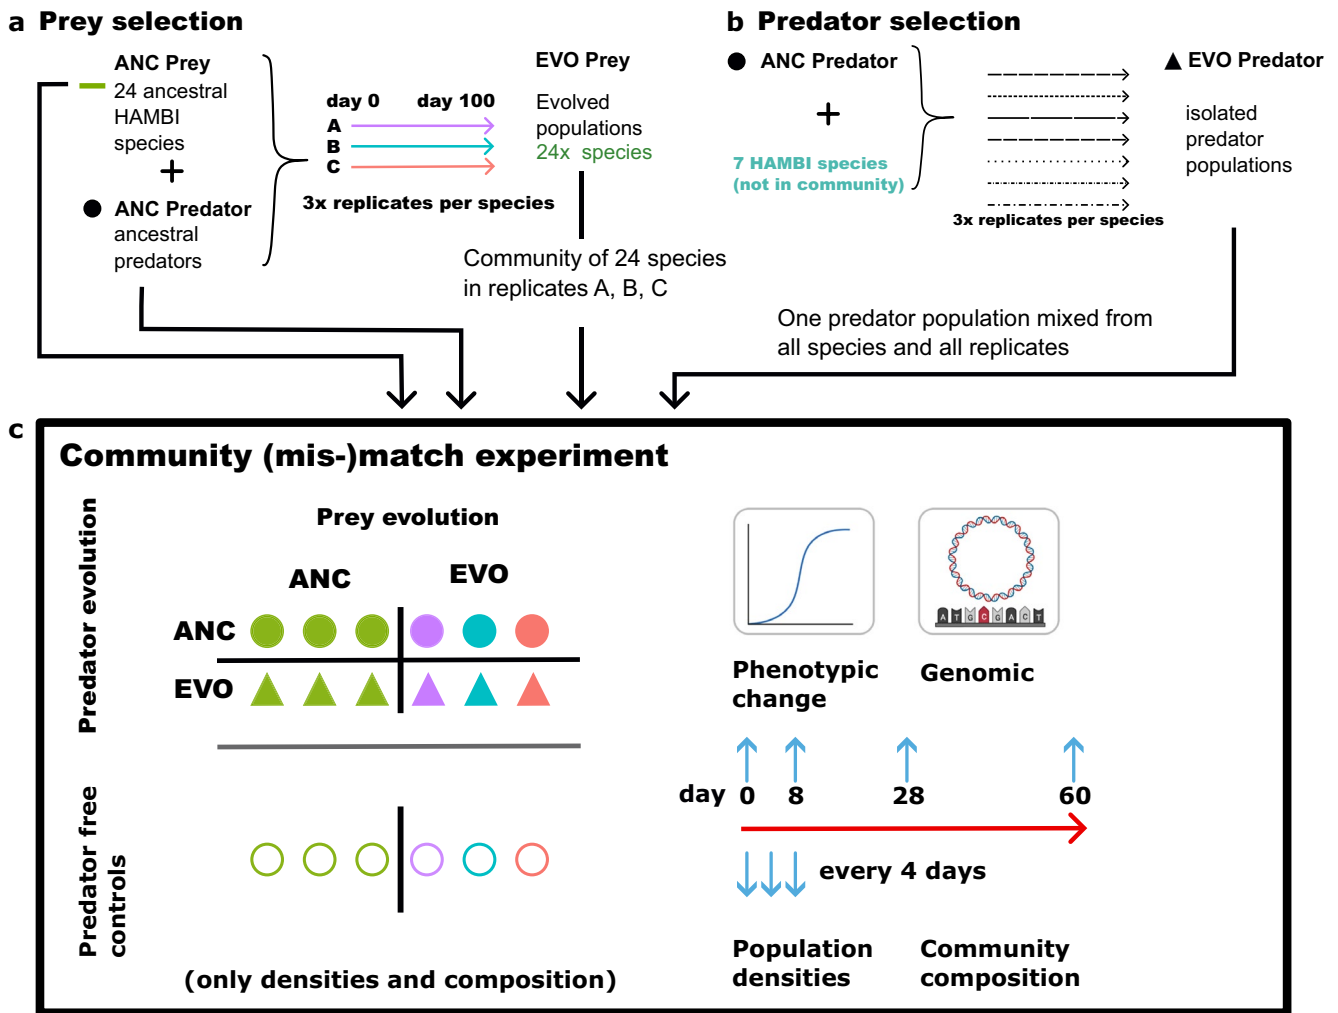 a Prey selection
ANC Prey
24 ancestral
HAMBI
species
+
ANC Predator
ancestral
predators
day 0 day 100
A
B
C
3x replicates per species
EVO Prey
Evolved
populations
24x species
Community of 24 species
in replicates A, B, C
b Predator selection
ANC Predator
+
7 HAMBI species
(not in community)
3x replicates per species
EVO Predator
isolated
predator
populations
One predator population mixed from
all species and all replicates
c
Community (mis-)match experiment
Predator evolution
Prey evolution
ANC EVO
ANC
EVO
Predator free
controls
(only densities and composition)
A T G C G A C T
Phenotypic
change
Genomic
day 0 8 28 60
every 4 days
Population
densities
Community
composition